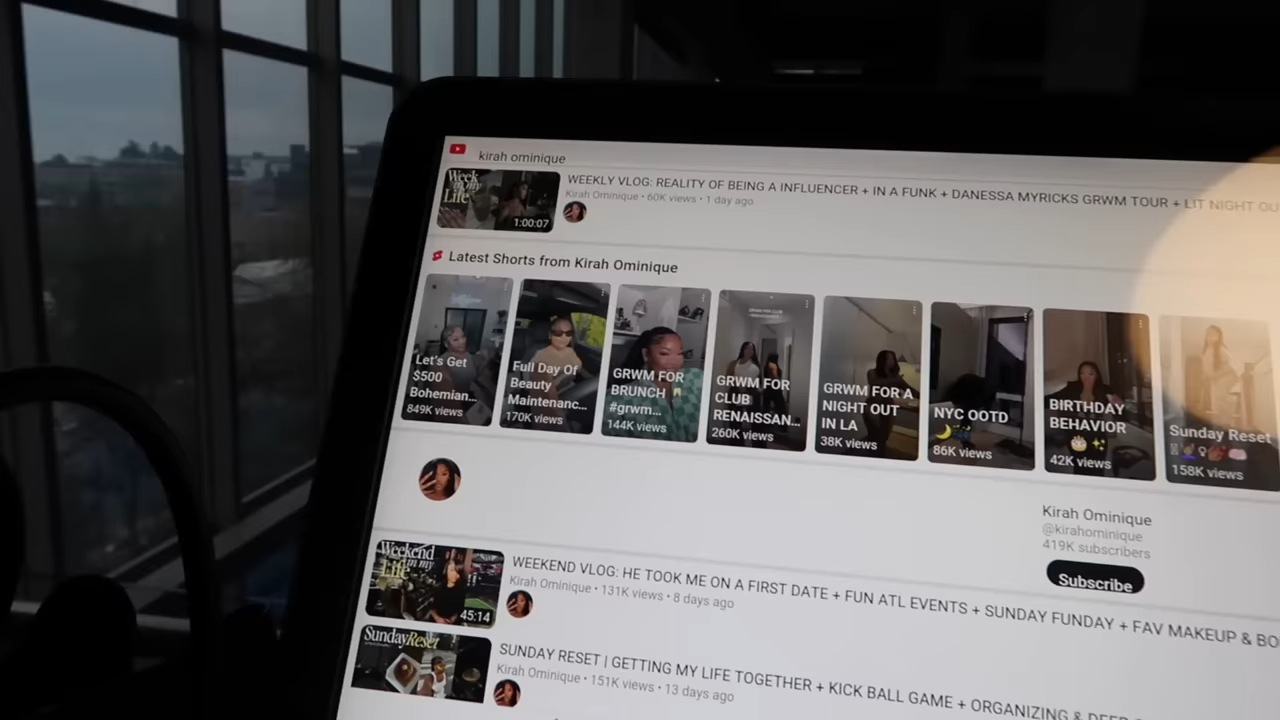 kirah ominique
Week
in my
Life
1:00:07
WEEKLY VLOG: REALITY OF BEING A INFLUENCER + IN A FUNK + DANESSA MYRICKS GRWM TOUR + LIT NIGHT OU
Kirah Ominique • 60K views • 1 day ago
Latest Shorts from Kirah Ominique
Let's Get
$500
Bohemian...
849K views
Full Day Of
Beauty
Maintenanc...
170K views
GRWM FOR
BRUNCH
#grwm...
144K views
GRWM FOR
CLUB
RENAISSAN...
260K views
GRWM FOR A
NIGHT OUT
IN LA
38K views
NYC OOTD
86K views
BIRTHDAY
BEHAVIOR
42K views
Sunday Reset
158K views
Kirah Ominique
@kirahominique
419K subscribers
Subscribe
Weekend
in my
Life
45:14
WEEKEND VLOG: HE TOOK ME ON A FIRST DATE + FUN ATL EVENTS + SUNDAY FUNDAY + FAV MAKEUP & BO
Kirah Ominique • 131K views • 8 days ago
Sunday Reset
SUNDAY RESET | GETTING MY LIFE TOGETHER + KICK BALL GAME + ORGANIZING & DEEP
Kirah Ominique • 151K views • 13 days ago